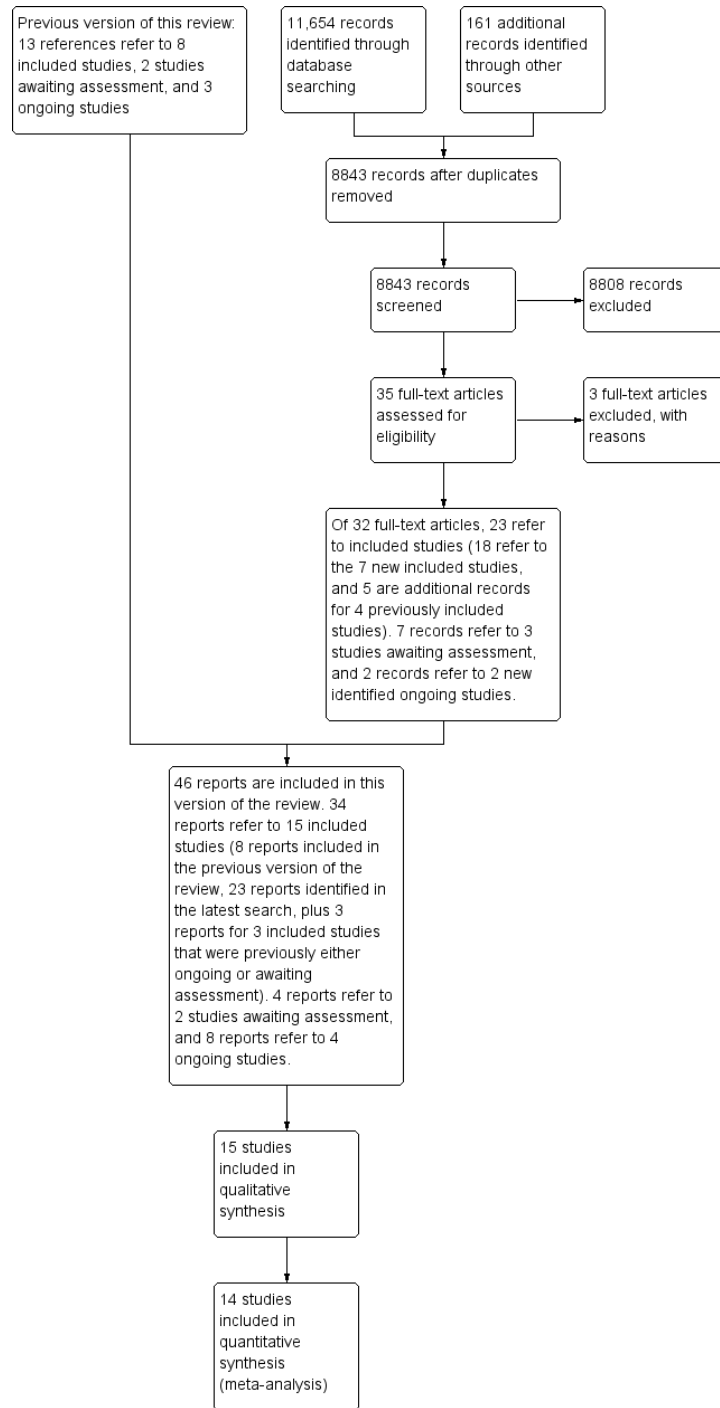 Previous version of this review:
13 references refer to 8
included studies, 2 studies
awaiting assessment, and 3
ongoing studies
11,654 records
identified through
database
searching
161 additional
records identified
through other
sources
8843 records after duplicates
removed
8843 records
screened
8808 records
excluded
35 full-text articles
assessed for
eligibility
3 full-text articles
excluded, with
reasons
Of 32 full-text articles, 23 refer
to included studies (18 refer to
the 7 new included studies,
and 5 are additional records
for 4 previously included
studies). 7 records refer to 3
studies awaiting assessment,
and 2 records refer to 2 new
identified ongoing studies.
46 reports are included in this
version of the review. 34
reports refer to 15 included
studies (8 reports included in
the previous version of the
review, 23 reports identified in
the latest search, plus 3
reports for 3 included studies
that were previously either
ongoing or awaiting
assessment). 4 reports refer to
2 studies awaiting assessment,
and 8 reports refer to 4
ongoing studies.
15 studies
included in
qualitative
synthesis
14 studies
included in
quantitative
synthesis
(meta-analysis)